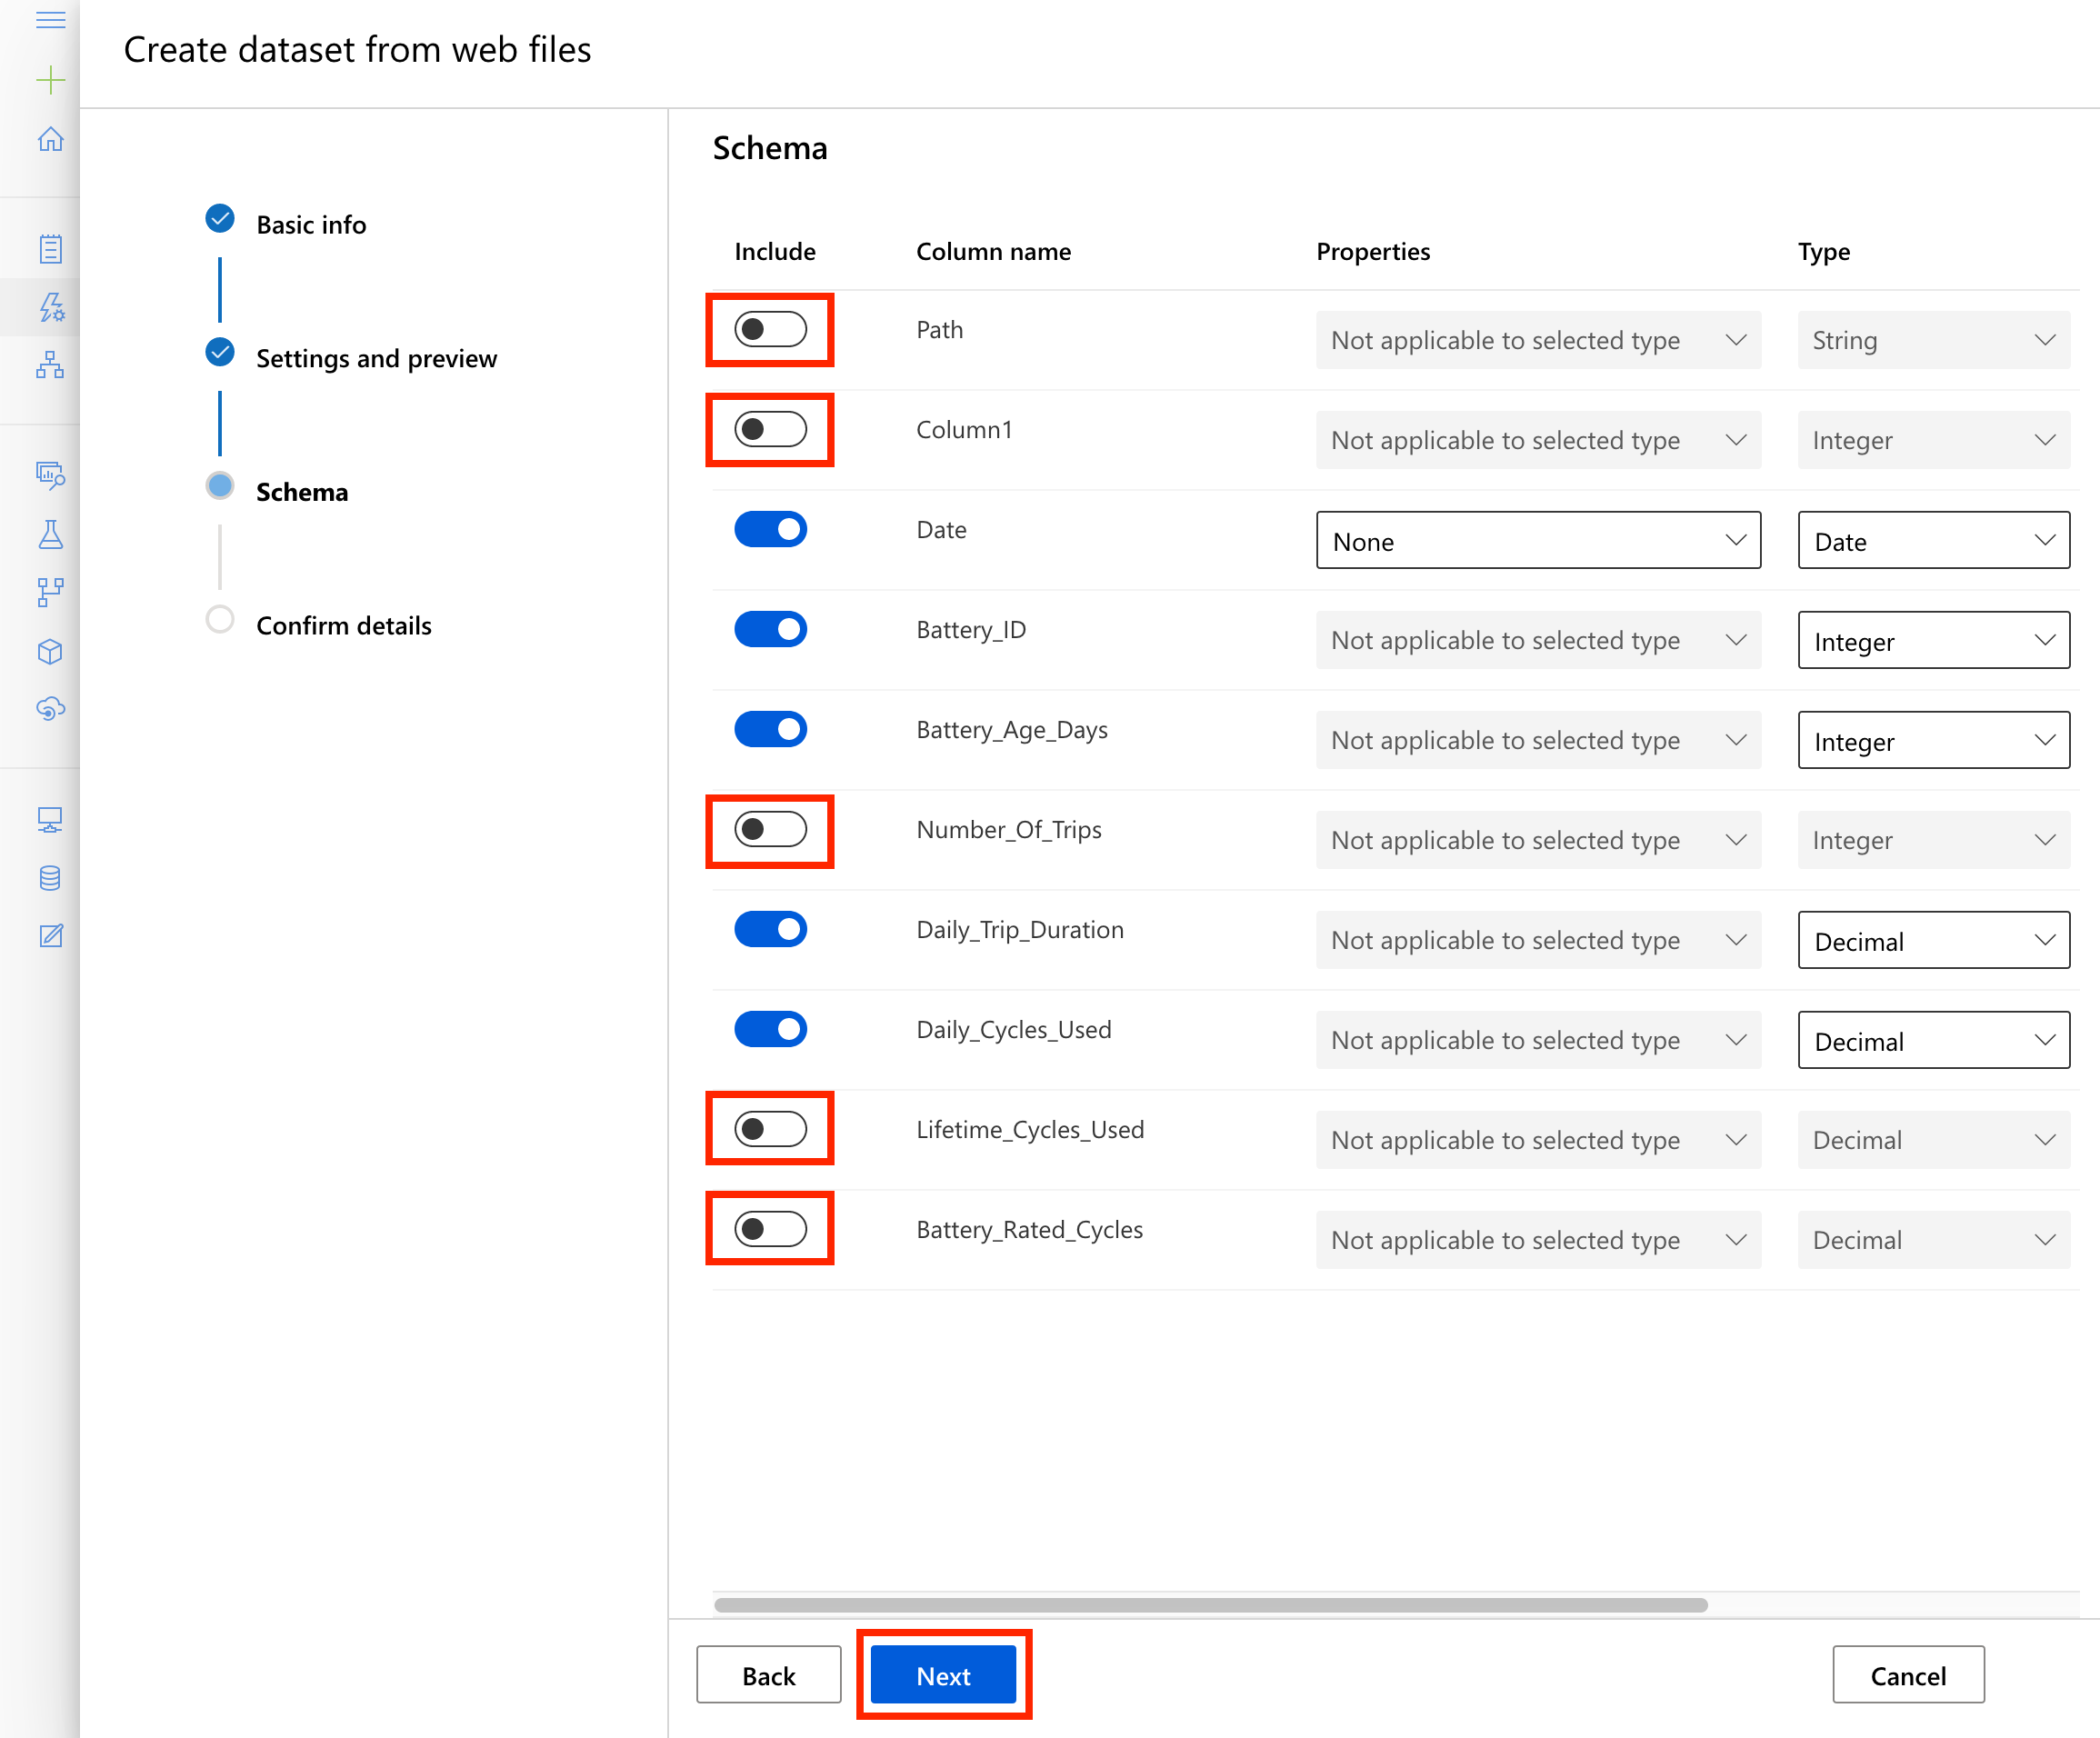 Create dataset from web files
Basic info
Settings and preview
Schema
Confirm details
Schema
Include Column name Properties Type
Path Not applicable to selected type String
Column1 Not applicable to selected type Integer
Date None Date
Battery_ID Not applicable to selected type Integer
Battery_Age_Days Not applicable to selected type Integer
Number_Of_Trips Not applicable to selected type Integer
Daily_Trip_Duration Not applicable to selected type Decimal
Daily_Cycles_Used Not applicable to selected type Decimal
Lifetime_Cycles_Used Not applicable to selected type Decimal
Battery_Rated_Cycles Not applicable to selected type Decimal
Back Next Cancel